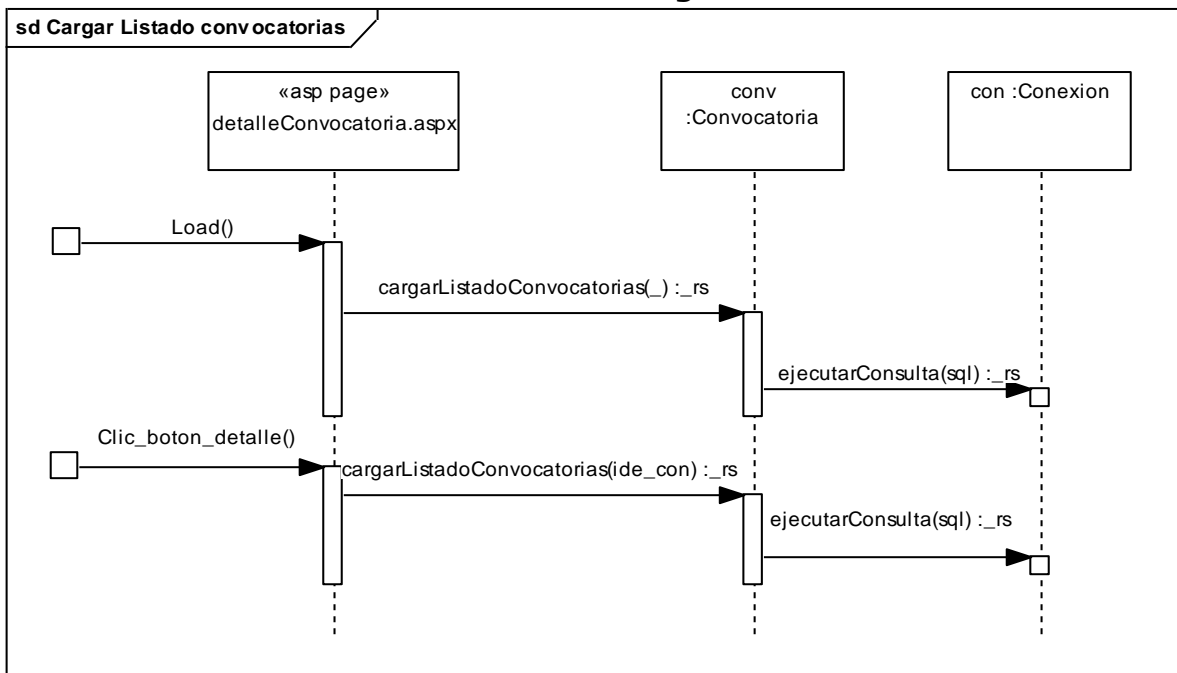 sd Cargar Listado convocatorias
«asp page»
detalleConvocatoria.aspx
conv
:Convocatoria
con :Conexion
Load()
cargarListadoConvocatorias(_) :_rs
ejecutarConsulta(sql) :_rs
Clic_boton_detalle()
cargarListadoConvocatorias(ide_con) :_rs
ejecutarConsulta(sql) :_rs